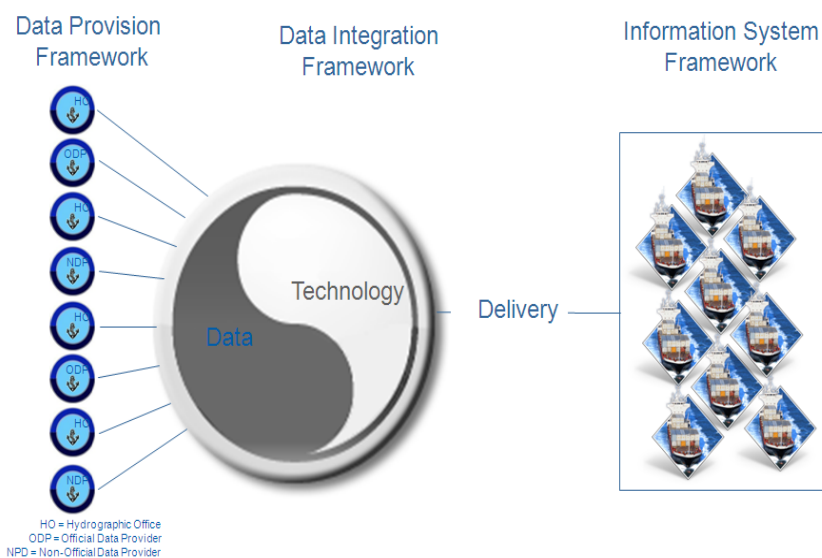 Data Provision
Framework
Data Integration
Framework
Information System
Framework
HO
ODP
HO
NDP
HO
ODP
HO
NDP
Technology
Data
Delivery
HO = Hydrographic Office
ODP = Official Data Provider
NPD = Non-Official Data Provider